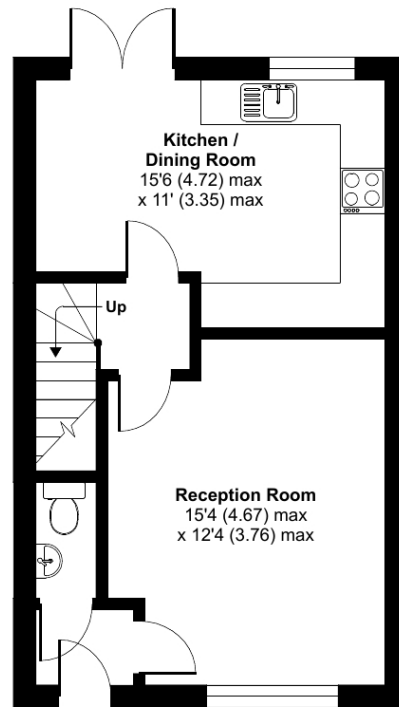 Kitchen /
Dining Room
15'6 (4.72) max
x 11' (3.35) max
Up
Reception Room
15'4 (4.67) max
x 12'4 (3.76) max